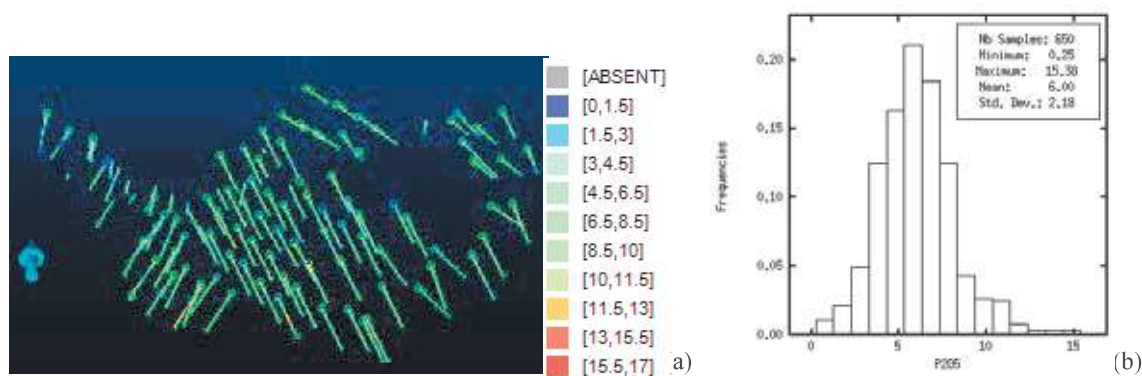 [ABSENT]
[0,1.5]
[1.5,3]
[3,4.5]
[4.5,6.5]
[6.5,8.5]
[8.5,10]
[10,11.5]
[11.5,13]
[13,15.5]
[15.5,17]
a)
Nb Samples: 650
Minimum: 0.25
Maximum: 15.38
Mean: 6.00
Std. Dev.: 2.18
0.20
0.15
0.10
0.05
0.00
Frequencies
0 5 10 15
P2O5
(b)